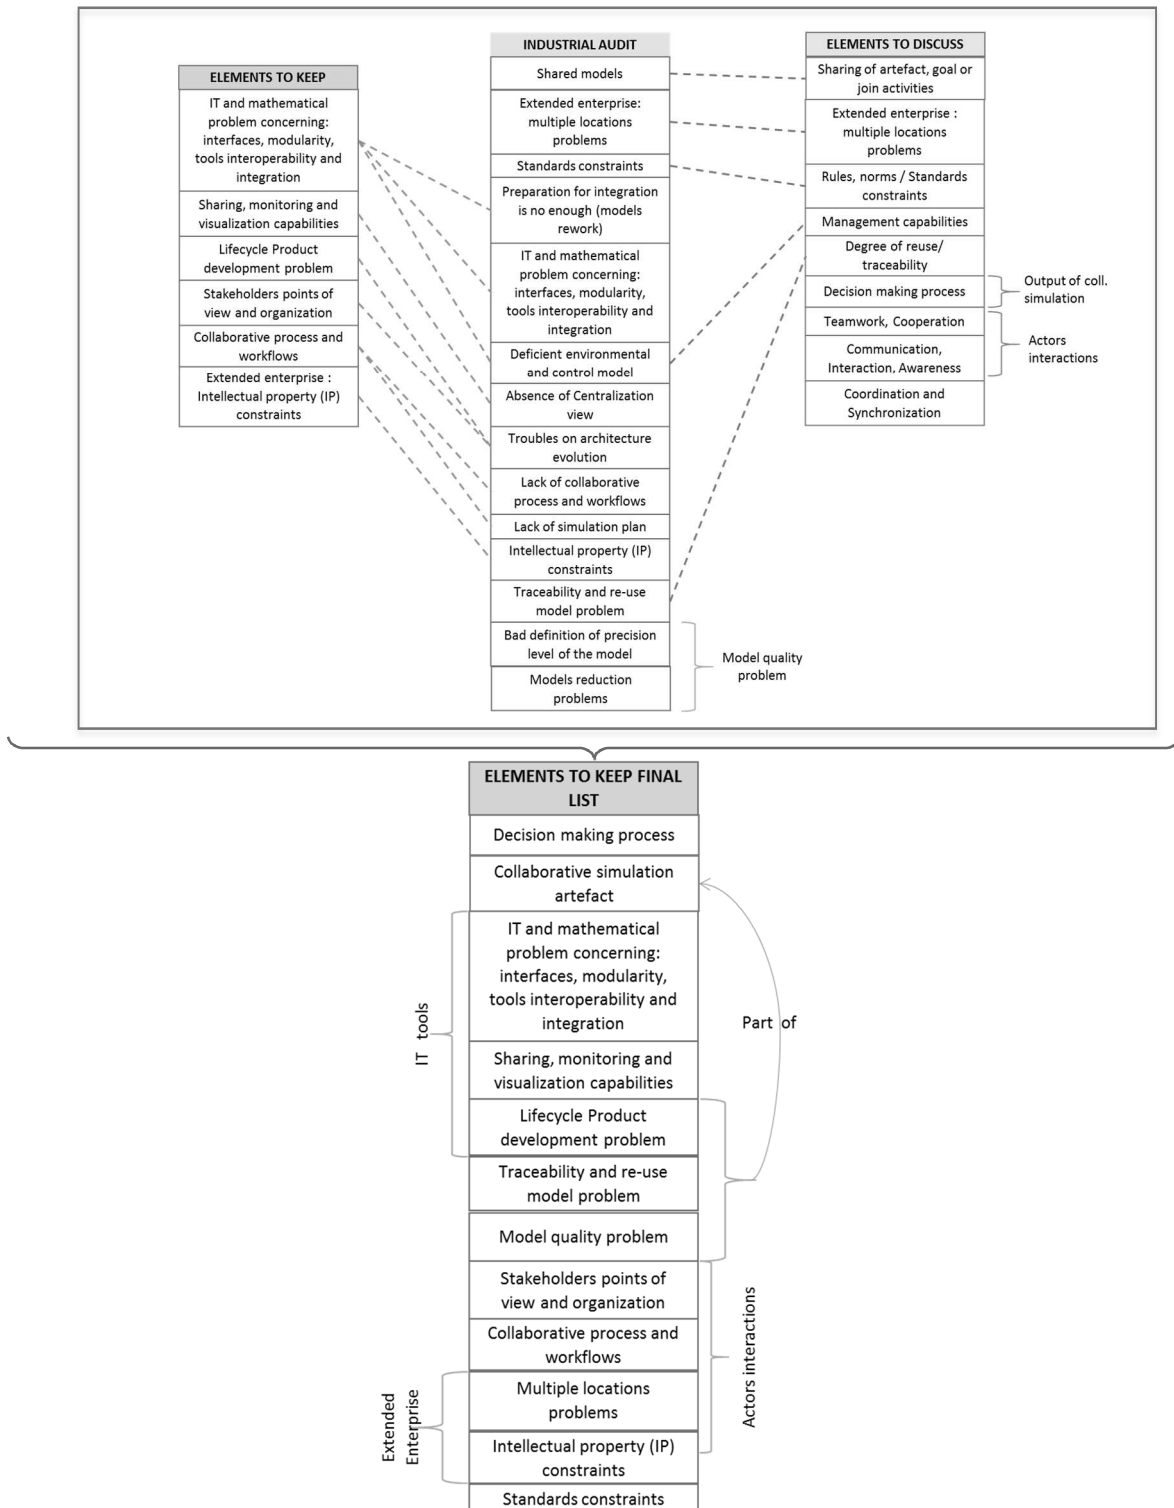 ELEMENTS TO KEEP
IT and mathematical
problem concerning:
interfaces, modularity,
tools interoperability and
integration
Sharing, monitoring and
visualization capabilities
Lifecycle Product
development problem
Stakeholders points of
view and organization
Collaborative process and
workflows
Extended enterprise :
Intellectual property (IP)
constraints
INDUSTRIAL AUDIT
Shared models
Extended enterprise:
multiple locations
problems
Standards constraints
Preparation for integration
is no enough (models
rework)
IT and mathematical
problem concerning:
interfaces, modularity,
tools interoperability and
integration
Deficient environmental
and control model
Absence of Centralization
view
Troubles on architecture
evolution
Lack of collaborative
process and workflows
Lack of simulation plan
Intellectual property (IP)
constraints
Traceability and re-use
model problem
Bad definition of precision
level of the model
Models reduction
problems
Model quality
problem
ELEMENTS TO DISCUSS
Sharing of artefact, goal or
join activities
Extended enterprise :
multiple locations
problems
Rules, norms / Standards
constraints
Management capabilities
Degree of reuse/
traceability
Decision making process
Teamwork, Cooperation
Communication,
Interaction, Awareness
Coordination and
Synchronization
Output of coll.
simulation
Actors
interactions
ELEMENTS TO KEEP FINAL
LIST
Decision making process
Collaborative simulation
artefact
IT and mathematical
problem concerning:
interfaces, modularity,
tools interoperability and
integration
Sharing, monitoring and
visualization capabilities
Lifecycle Product
development problem
Traceability and re-use
model problem
Model quality problem
Stakeholders points of
view and organization
Collaborative process and
workflows
Multiple locations
problems
Intellectual property (IP)
constraints
Standards constraints
IT tools
Part of
Actors interactions
Extended
Enterprise